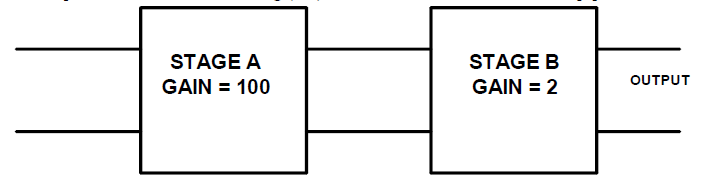 STAGE A
GAIN = 100
STAGE B
GAIN = 2
OUTPUT